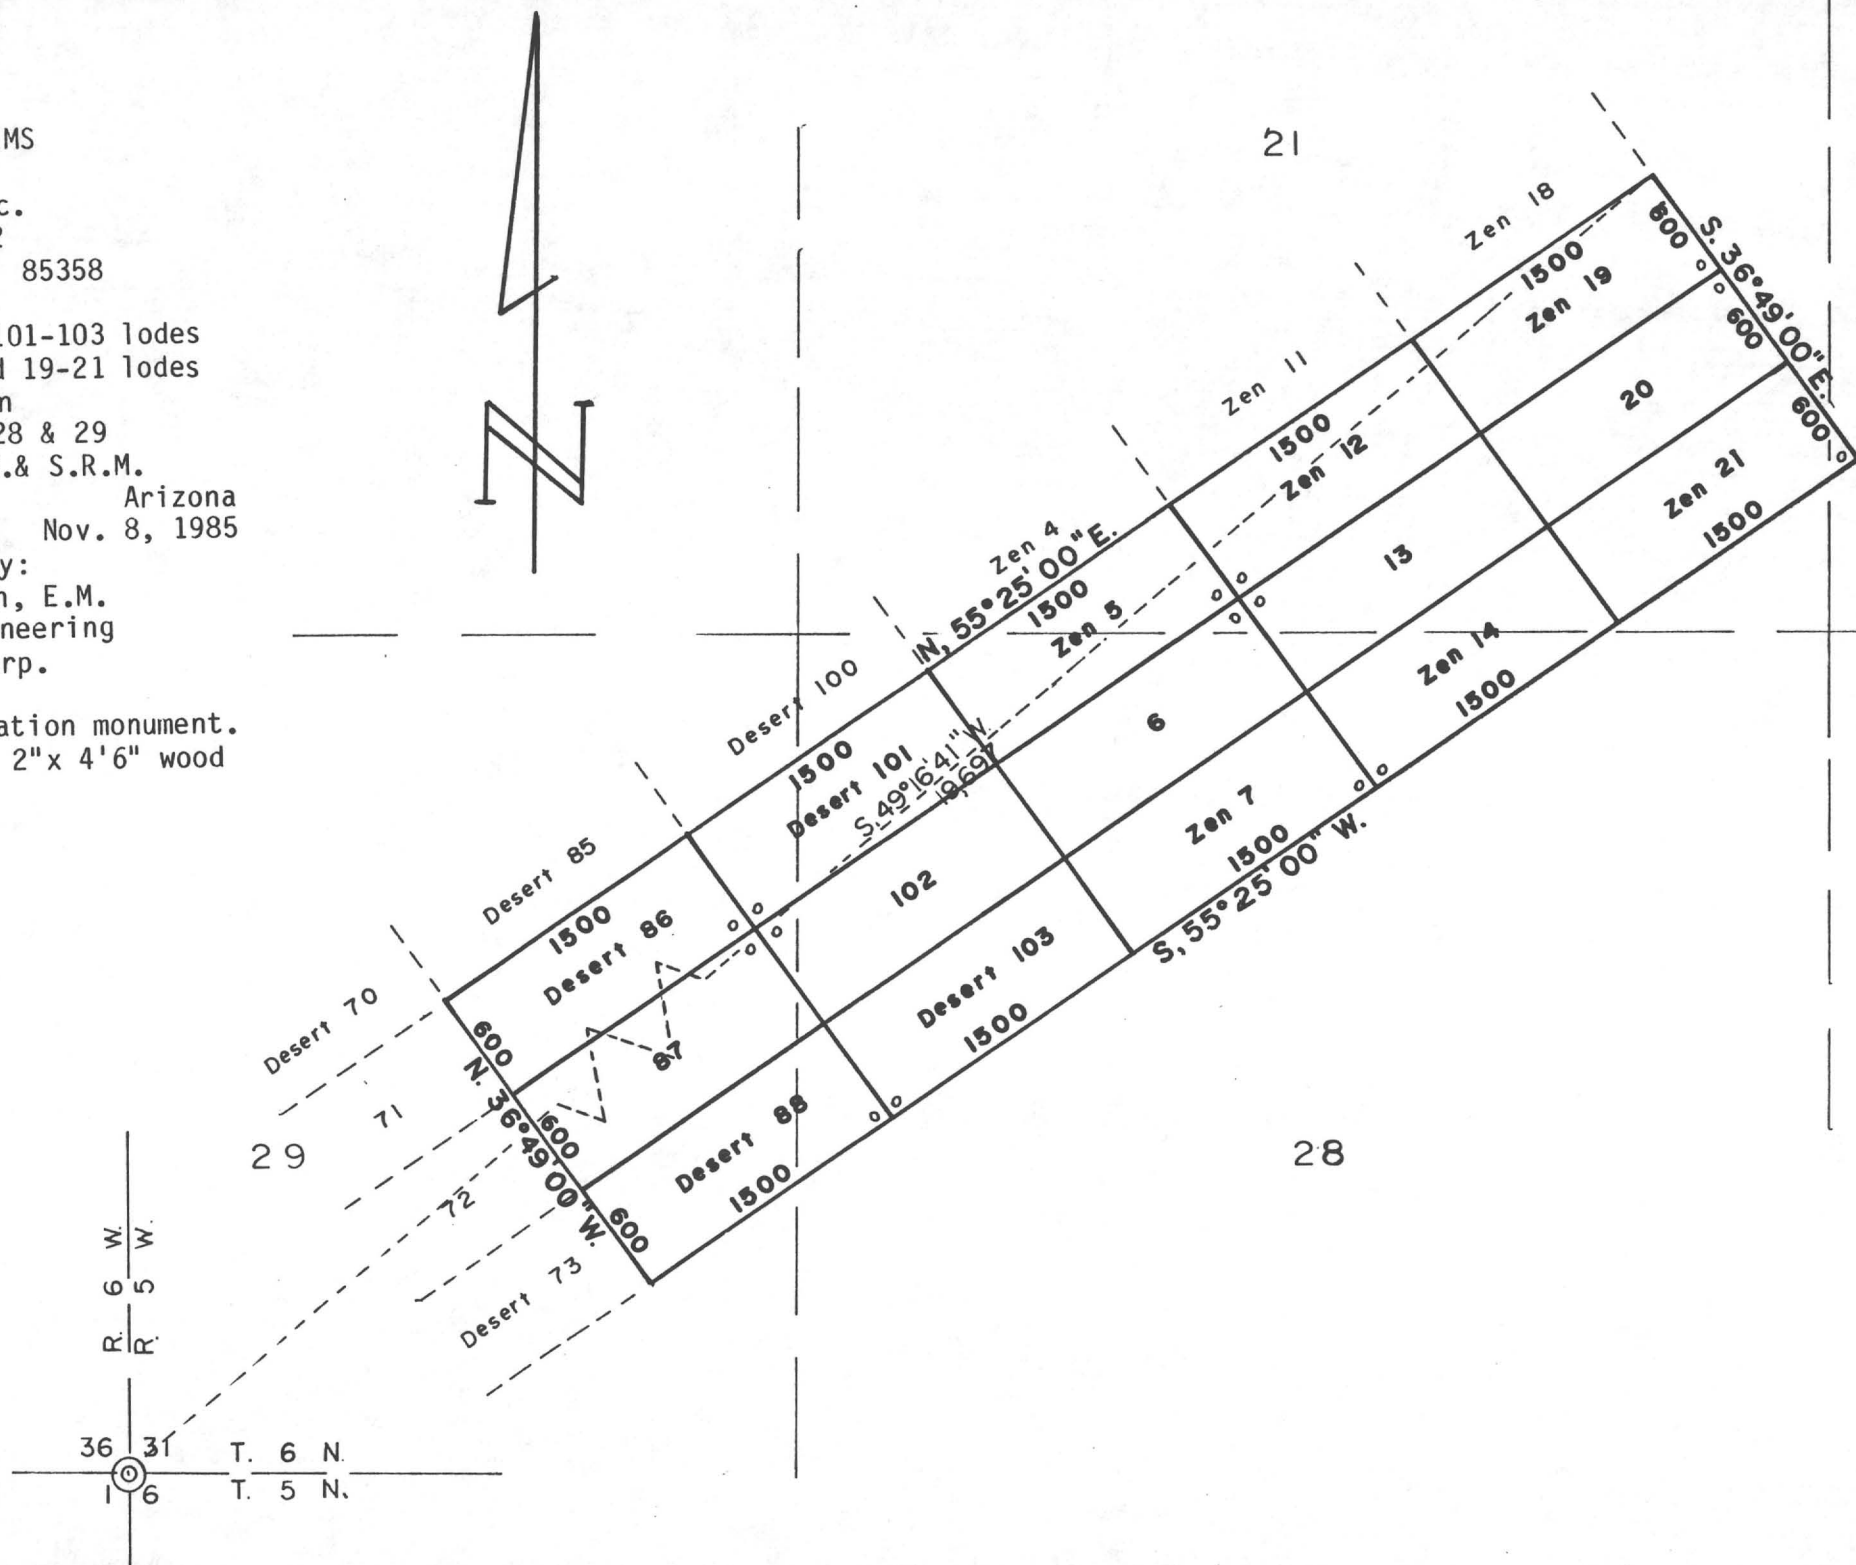 MS
c.
85358
101-103 lodes
19-21 lodes
28 & 29
.& S.R.M.
Arizona
Nov. 8, 1985
y:
, E.M.
neering
rp.
ation monument.
2"x 4'6" wood
N
21
Zen 18
1500
Zen 19
600
S. 36°49'00" E.
600
20
600
Zen 21
1500
Zen 11
1500
Zen 12
13
Zen 14
1500
Zen 4
N, 55°25'00" E.
1500
Zen 5
6
Zen 7
1500
S, 55°25'00" W.
Desert 100
1500
Desert 101
S. 49°16'41" W.
102
Desert 103
1500
Desert 85
1500
Desert 86
87
Desert 88
1500
600
N. 36°49'00" W.
600
600
Desert 70
71
72
Desert 73
29
28
R. 6 W.
R. 5 W.
36 31
T. 6 N.
1 6
T. 5 N.